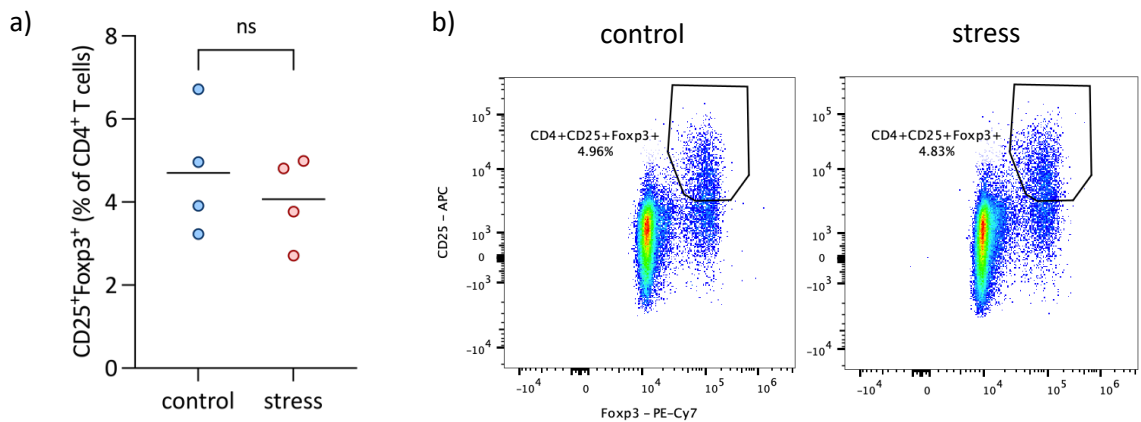 a)
CD25⁺Foxp3⁺ (% of CD4⁺ T cells)
8
6
4
2
0
ns
control
stress
b)
control
CD25 – APC
10⁵
10⁴
10³
0
−10³
−10⁴
CD4+CD25+Foxp3+
4.96%
−10⁴
0
10⁴
10⁵
10⁶
Foxp3 – PE-Cy7
stress
10⁵
10⁴
10³
0
−10³
−10⁴
CD4+CD25+Foxp3+
4.83%
−10⁴
0
10⁴
10⁵
10⁶